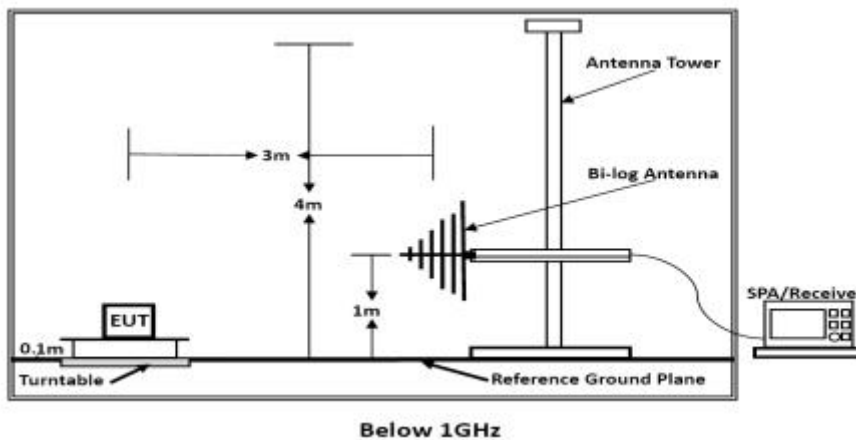 Antenna Tower
3m
Bi-log Antenna
4m
1m
SPA/Receive
EUT
0.1m
Turntable
Reference Ground Plane
Below 1GHz